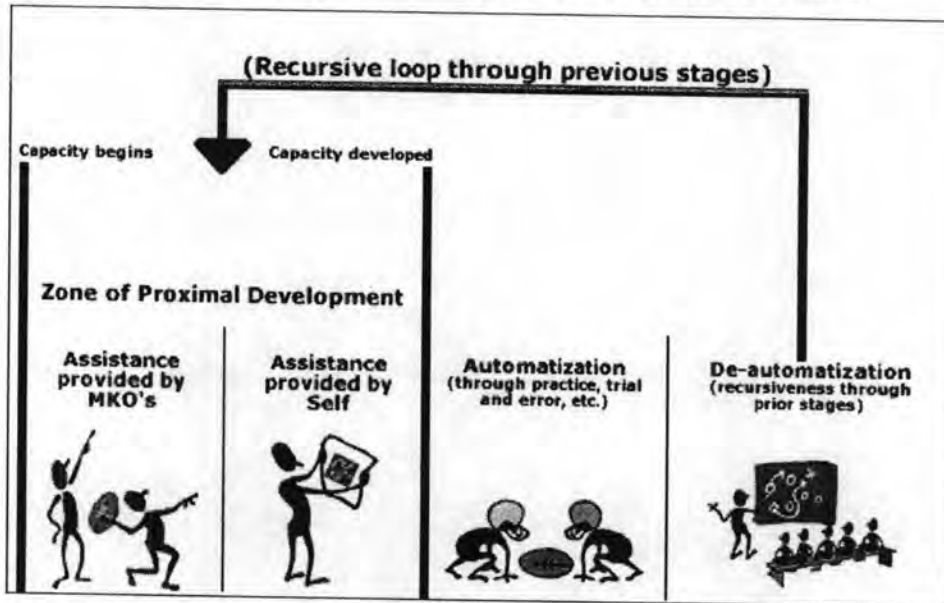 (Recursive loop through previous stages)
Capacity begins
Capacity developed
Zone of Proximal Development
Assistance
provided by
MKO's
Assistance
provided by
Self
Automatization
(through practice, trial
and error, etc.)
De-automatization
(recursiveness through
prior stages)